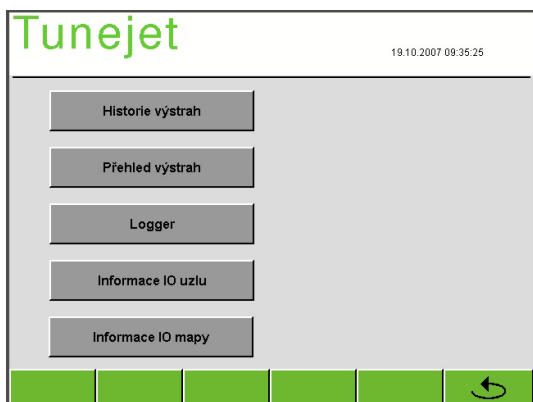 Tunejet
19.10.2007 09:35:25
Historie výstrah
Přehled výstrah
Logger
Informace IO uzlu
Informace IO mapy